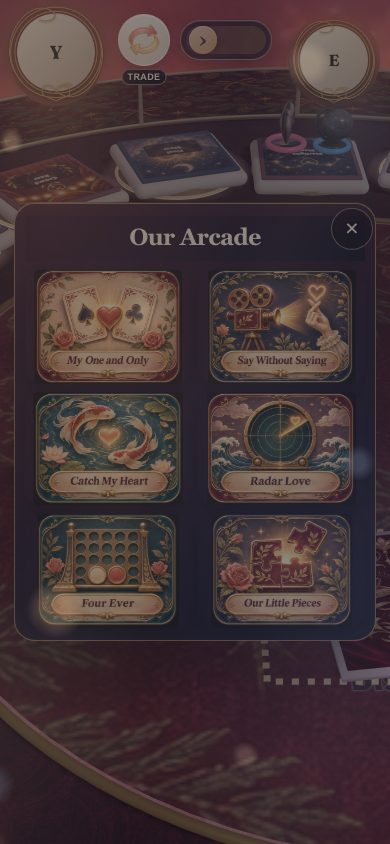 Y
E
TRADE
Our Arcade
My One and Only
Say Without Saying
Catch My Heart
Radar Love
Four Ever
Our Little Pieces